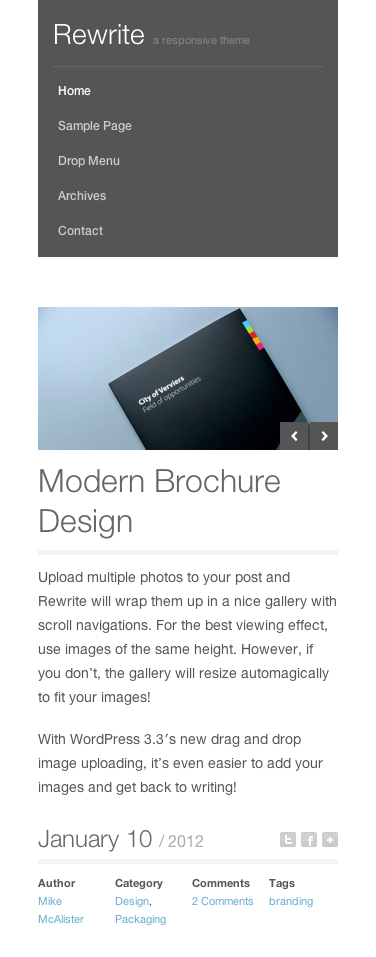 Rewrite a responsive theme
Home
Sample Page
Drop Menu
Archives
Contact
City of Verviers
Field of opportunities
Modern Brochure
Design
Upload multiple photos to your post and
Rewrite will wrap them up in a nice gallery with
scroll navigations. For the best viewing effect,
use images of the same height. However, if
you don’t, the gallery will resize automagically
to fit your images!
With WordPress 3.3′s new drag and drop
image uploading, it’s even easier to add your
images and get back to writing!
January 10 / 2012
Author Category Comments Tags
Mike Design, 2 Comments branding
McAlister Packaging